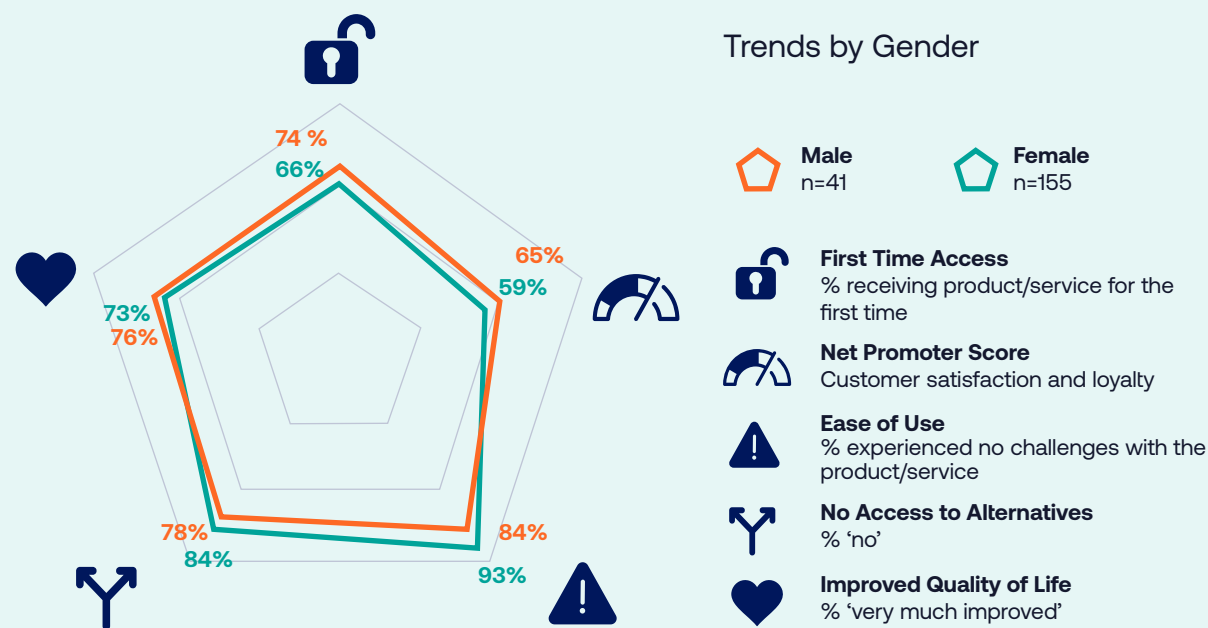 Trends by Gender
Male
n=41
Female
n=155
74 %
66%
65%
59%
73%
76%
78%
84%
84%
93%
First Time Access
% receiving product/service for the
first time
Net Promoter Score
Customer satisfaction and loyalty
Ease of Use
% experienced no challenges with the
product/service
No Access to Alternatives
% ‘no’
Improved Quality of Life
% ‘very much improved’